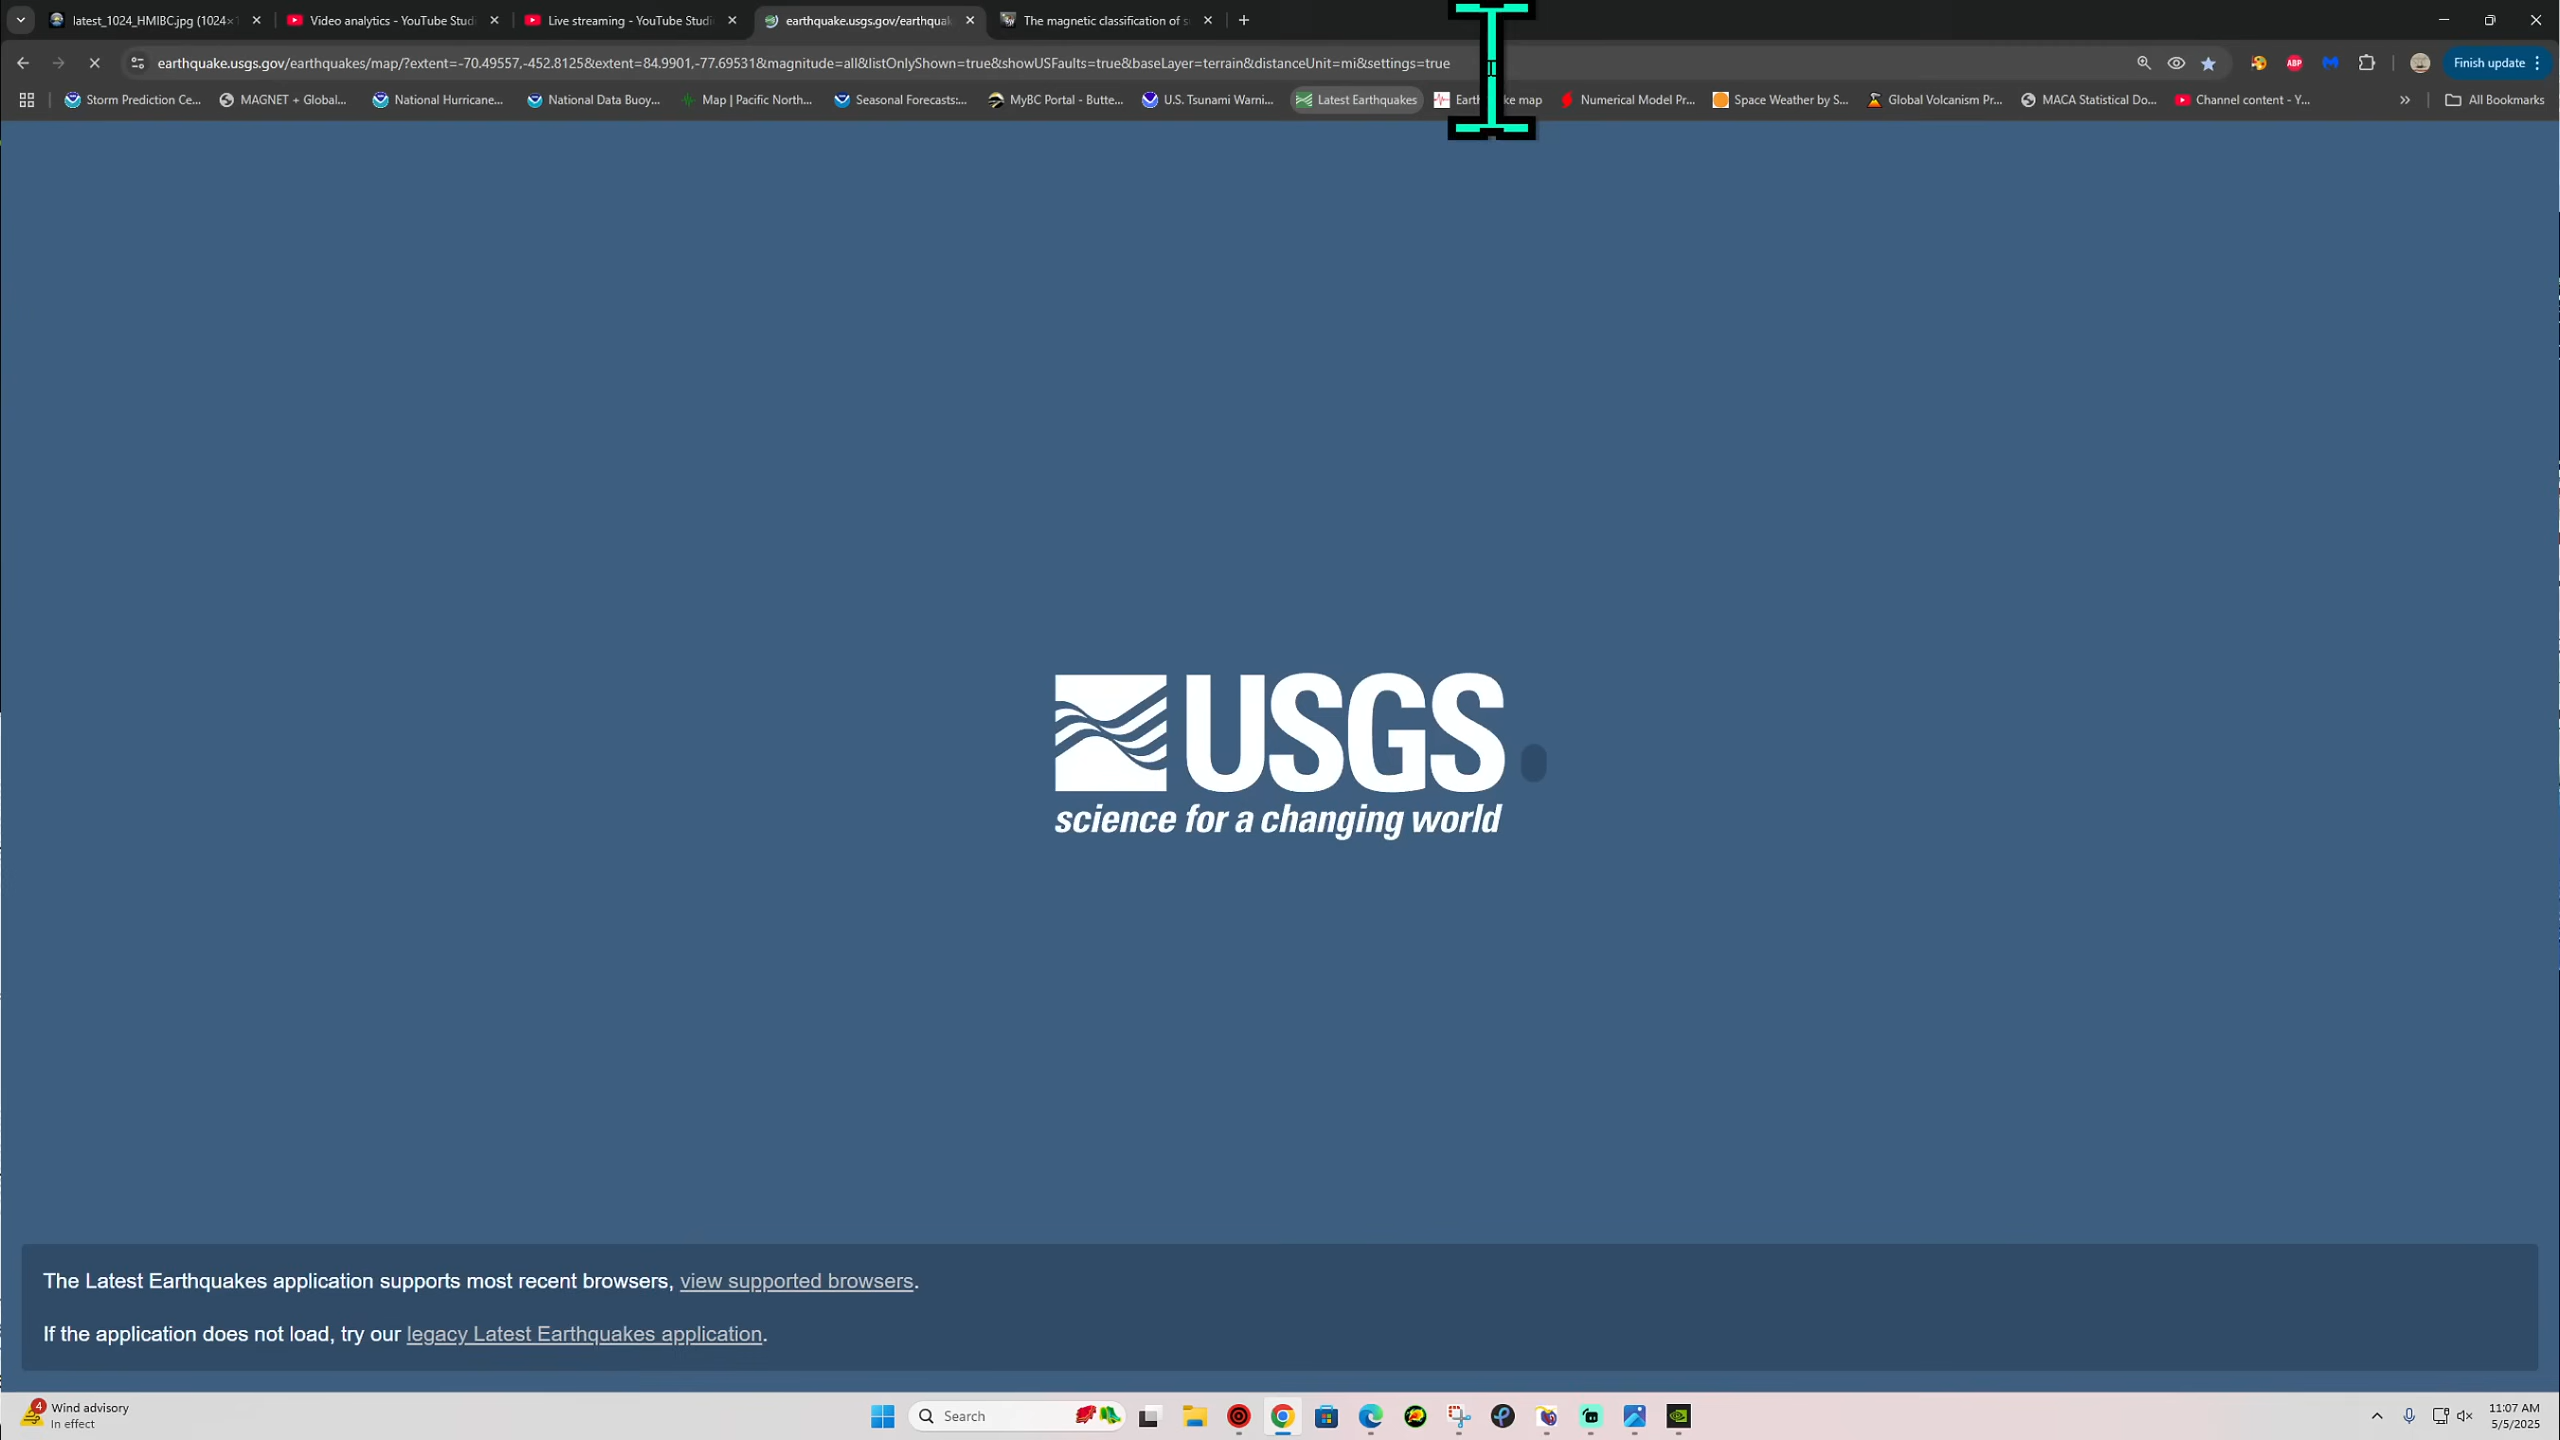 latest_1024_HMIBC.jpg (1024×
Video analytics - YouTube Studi
Live streaming - YouTube Studi
earthquake.usgs.gov/earthquak
The magnetic classification of s
earthquake.usgs.gov/earthquakes/map/?extent=-70.49557,-452.8125&extent=84.9901,-77.69531&magnitude=all&listOnlyShown=true&showUSFaults=true&baseLayer=terrain&distanceUnit=mi&settings=true
ABP
Finish update
Storm Prediction Ce...
MAGNET + Global...
National Hurricane...
National Data Buoy...
Map | Pacific North...
Seasonal Forecasts:...
MyBC Portal - Butte...
U.S. Tsunami Warni...
Latest Earthquakes
map
Numerical Model Pr...
Space Weather by S...
Global Volcanism Pr...
MACA Statistical Do...
Channel content - Y...
All Bookmarks
USGS
science for a changing world
The Latest Earthquakes application supports most recent browsers, view supported browsers.
If the application does not load, try our legacy Latest Earthquakes application.
4
Wind advisory
In effect
Search
11:07 AM
5/5/2025